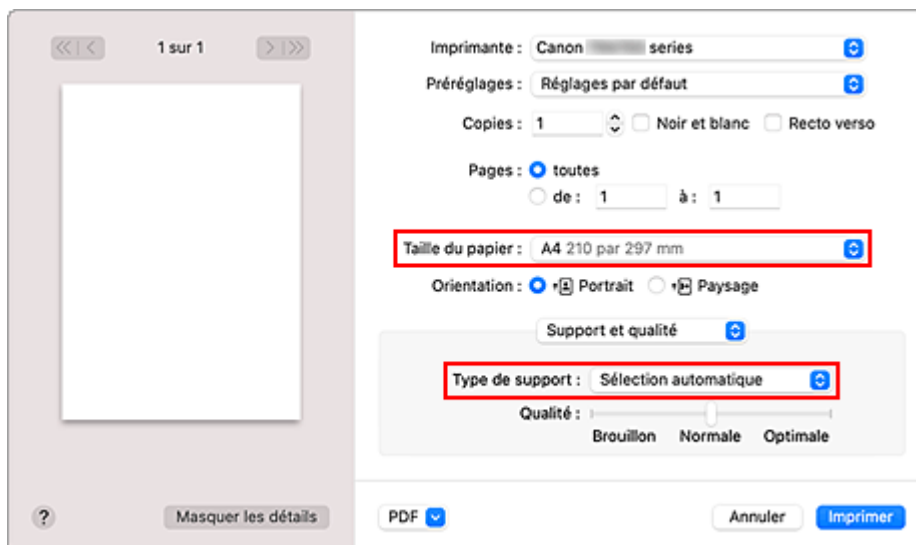 1 sur 1
Imprimante : Canon series
Préréglages : Réglages par défaut
Copies : 1 Noir et blanc Recto verso
Pages : toutes
de : 1 à : 1
Taille du papier : A4 210 par 297 mm
Orientation : Portrait Paysage
Support et qualité
Type de support : Sélection automatique
Qualité :
Brouillon Normale Optimale
? Masquer les détails PDF Annuler Imprimer